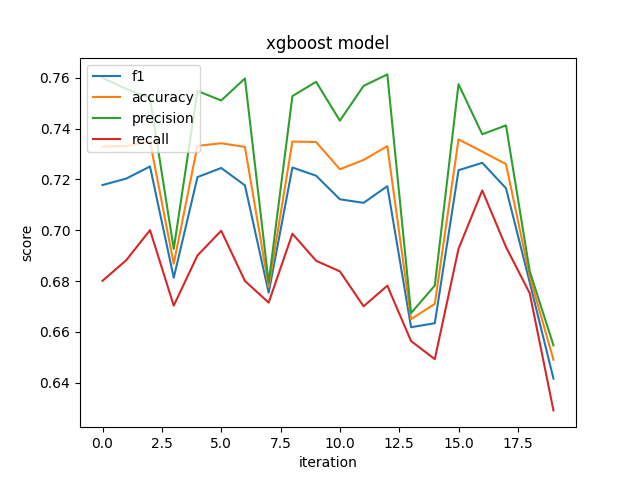 xgboost model
f1
accuracy
precision
recall
score
0.76
0.74
0.72
0.70
0.68
0.66
0.64
0.0 2.5 5.0 7.5 10.0 12.5 15.0 17.5
iteration